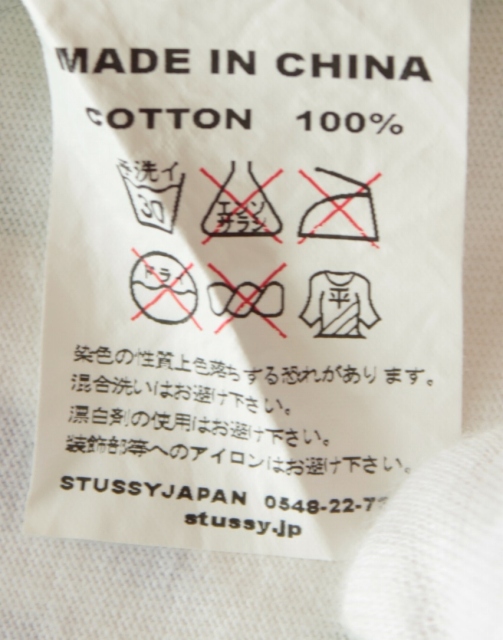 MADE IN CHINA
COTTON 100%
手洗イ
30
エンソ
サラシ
ドライ
平
染色の性質上色落ちする恐れがあります。
混合洗いはお避け下さい。
漂白剤の使用はお避け下さい。
装飾部等へのアイロンはお避け下さい。
STUSSYJAPAN 0548-22-7
stussy.jp